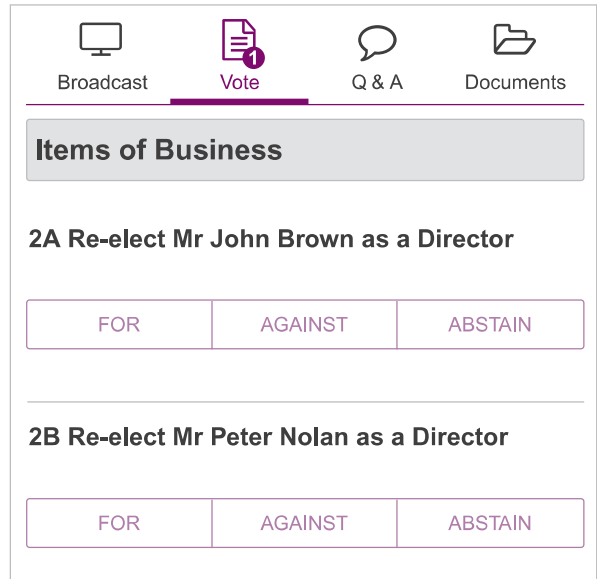 1
Broadcast Vote Q & A Documents
Items of Business
2A Re-elect Mr John Brown as a Director
FOR AGAINST ABSTAIN
2B Re-elect Mr Peter Nolan as a Director
FOR AGAINST ABSTAIN